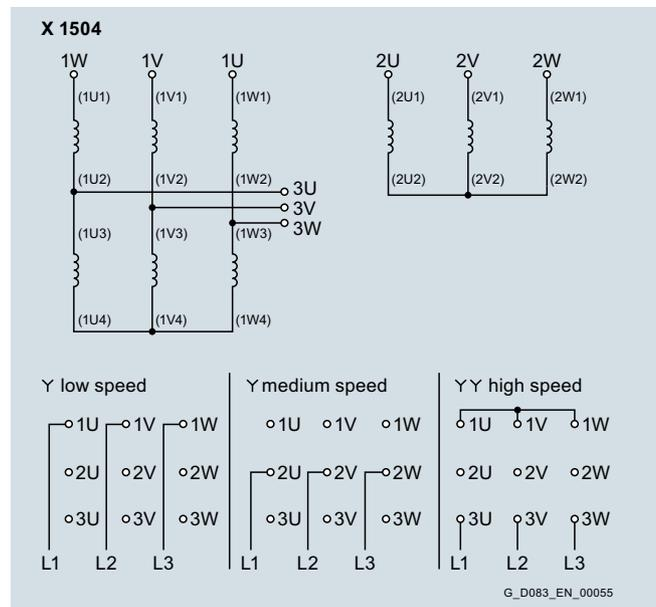 X 1504
1W 1V 1U 2U 2V 2W
(1U1) (1V1) (1W1) (2U1) (2V1) (2W1)
(1U2) (1V2) (1W2) (2U2) (2V2) (2W2)
3U
3V
3W
(1U3) (1V3) (1W3)
(1U4) (1V4) (1W4)
Y low speed
1U 1V 1W
2U 2V 2W
3U 3V 3W
L1 L2 L3
Y medium speed
1U 1V 1W
2U 2V 2W
3U 3V 3W
L1 L2 L3
Y Y high speed
1U 1V 1W
2U 2V 2W
3U 3V 3W
L1 L2 L3
G_D083_EN_00055